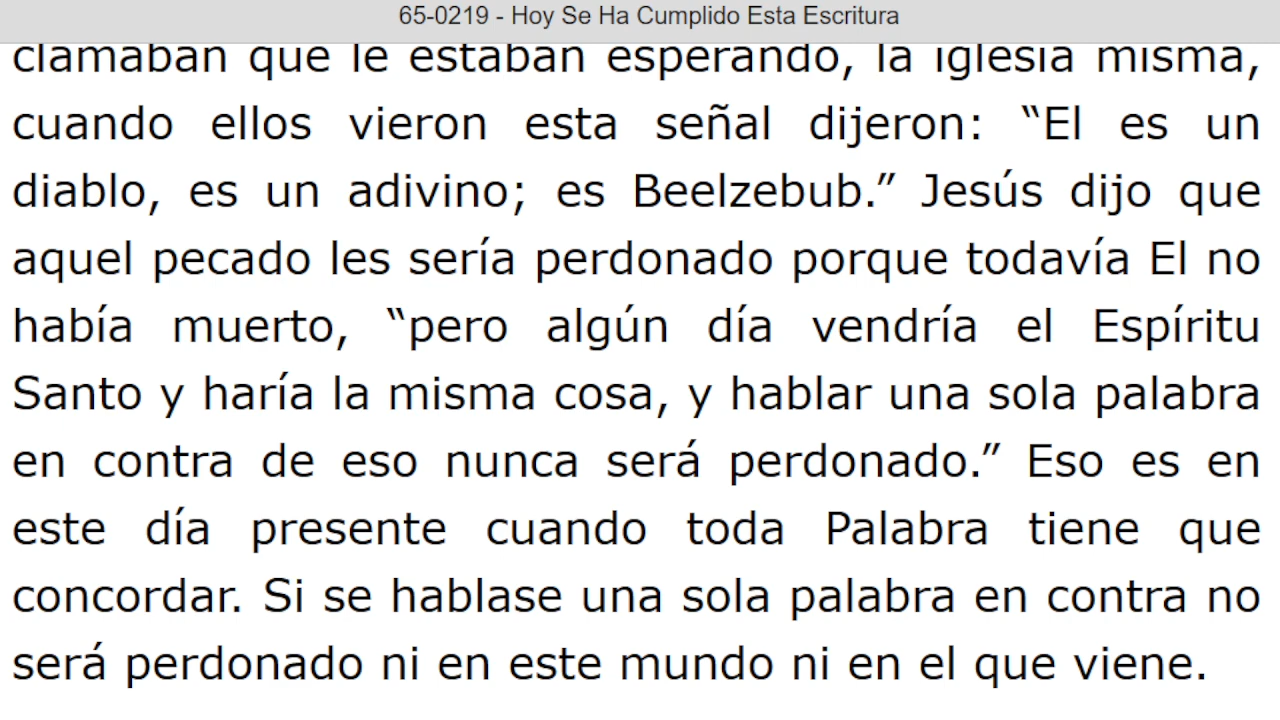 65-0219 - Hoy Se Ha Cumplido Esta Escritura
clamaban que le estaban esperando, la iglesia misma,
cuando ellos vieron esta señal dijeron: “El es un
diablo, es un adivino; es Beelzebub.” Jesús dijo que
aquel pecado les sería perdonado porque todavía El no
había muerto, “pero algún día vendría el Espíritu
Santo y haría la misma cosa, y hablar una sola palabra
en contra de eso nunca será perdonado.” Eso es en
este día presente cuando toda Palabra tiene que
concordar. Si se hablase una sola palabra en contra no
será perdonado ni en este mundo ni en el que viene.